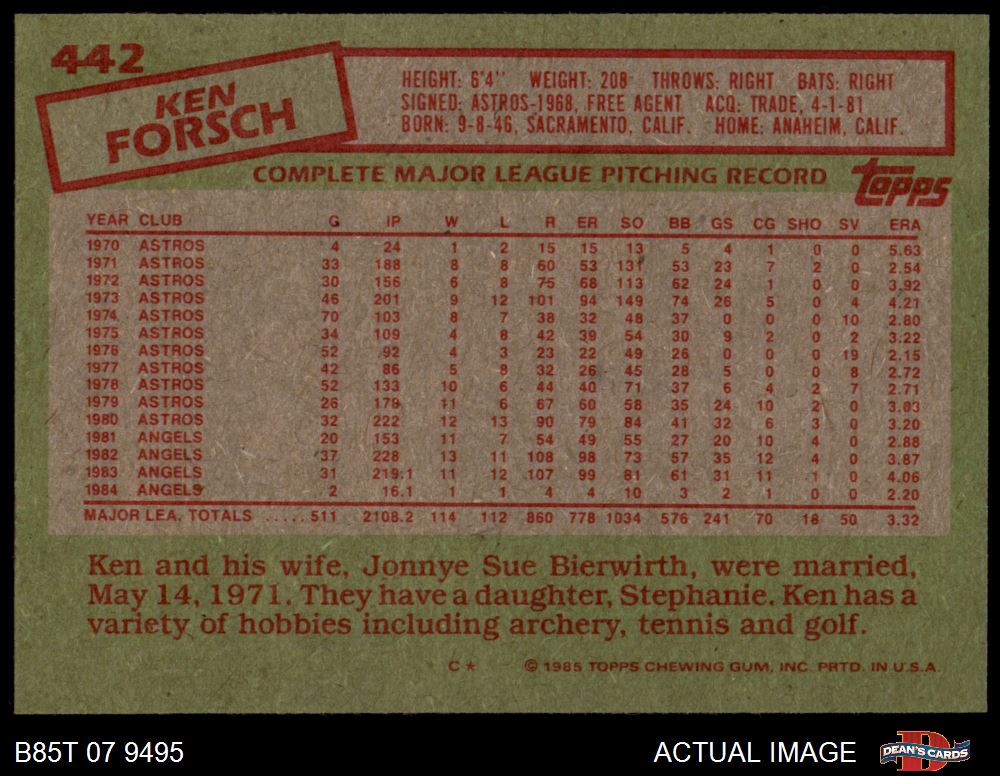 442
KEN
FORSCH
HEIGHT: 6'4" WEIGHT: 208 THROWS: RIGHT BATS: RIGHT
SIGNED: ASTROS-1968, FREE AGENT ACQ: TRADE, 4-1-81
BORN: 9-8-46, SACRAMENTO, CALIF. HOME: ANAHEIM, CALIF.
COMPLETE MAJOR LEAGUE PITCHING RECORD
topps
YEAR CLUB G IP W L R ER SO BB GS CG SHO SV ERA
1970 ASTROS 4 24 1 2 15 15 13 5 4 1 0 0 5.63
1971 ASTROS 33 188 8 8 60 53 131 53 23 7 2 0 2.54
1972 ASTROS 30 156 6 8 75 68 113 62 24 1 0 0 3.92
1973 ASTROS 46 201 9 12 101 94 149 74 26 5 0 4 4.21
1974 ASTROS 70 103 8 7 38 32 48 37 0 0 0 10 2.80
1975 ASTROS 34 109 4 8 42 39 54 30 9 2 0 2 3.22
1976 ASTROS 52 92 4 3 23 22 49 26 0 0 0 19 2.15
1977 ASTROS 42 86 5 8 32 26 45 28 5 0 0 8 2.72
1978 ASTROS 52 133 10 6 44 40 71 37 6 4 2 7 2.71
1979 ASTROS 26 178 11 6 67 60 58 35 24 10 2 0 3.03
1980 ASTROS 32 222 12 13 90 79 84 41 32 6 3 0 3.20
1981 ANGELS 20 153 11 7 54 49 55 27 20 10 4 0 2.88
1982 ANGELS 37 228 13 11 108 98 73 57 35 12 4 0 3.87
1983 ANGELS 31 219.1 11 12 107 99 81 61 31 11 1 0 4.06
1984 ANGELS 2 16.1 1 1 4 4 10 3 2 1 0 0 2.20
MAJOR LEA. TOTALS ..... 511 2108.2 114 112 860 778 1034 576 241 70 18 50 3.32
Ken and his wife, Jonnye Sue Bierwirth, were married,
May 14, 1971. They have a daughter, Stephanie. Ken has a
variety of hobbies including archery, tennis and golf.
C* © 1985 TOPPS CHEWING GUM, INC. PRTD. IN U.S.A.
B85T 07 9495 ACTUAL IMAGE DEAN'S CARDS